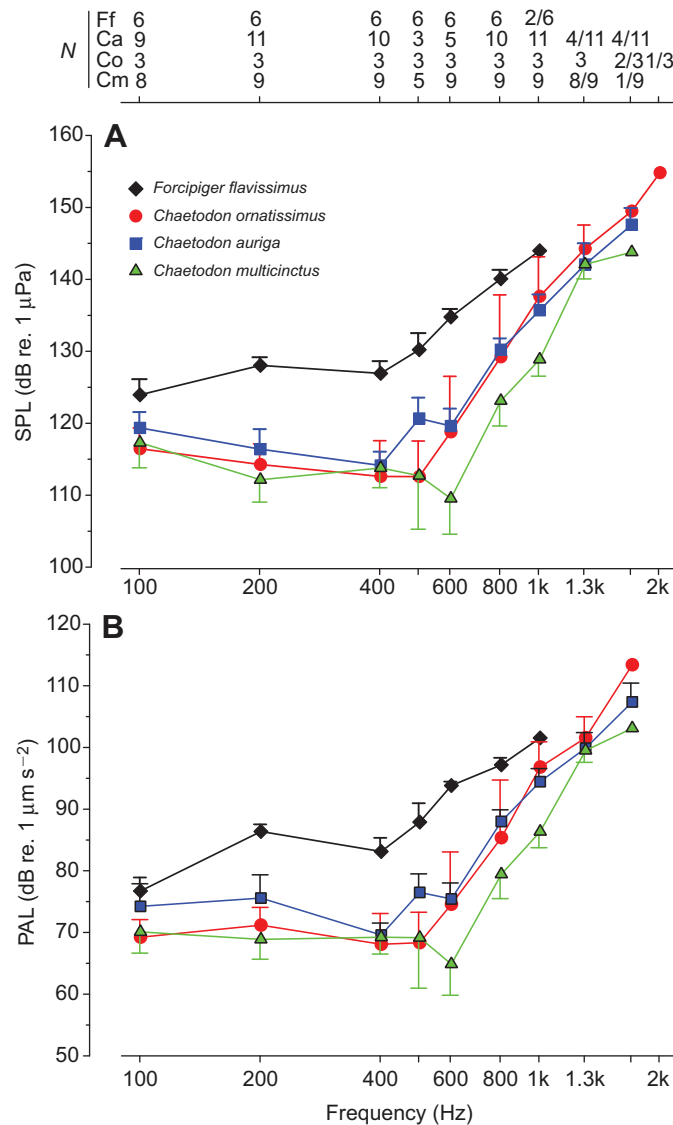 Ff 6 6 6 6 6 6 2/6
Ca 9 11 10 3 5 10 11 4/11 4/11
N
Co 3 3 3 3 3 3 3 3 2/3 1/3
Cm 8 9 9 5 9 9 9 8/9 1/9
A
160
150
140
130
120
110
100
SPL (dB re. 1 μPa)
Forcipiger flavissimus
Chaetodon ornatissimus
Chaetodon auriga
Chaetodon multicinctus
100 200 400 600 800 1k 1.3k 2k
B
120
110
100
90
80
70
60
50
PAL (dB re. 1 μm s⁻²)
100 200 400 600 800 1k 1.3k 2k
Frequency (Hz)